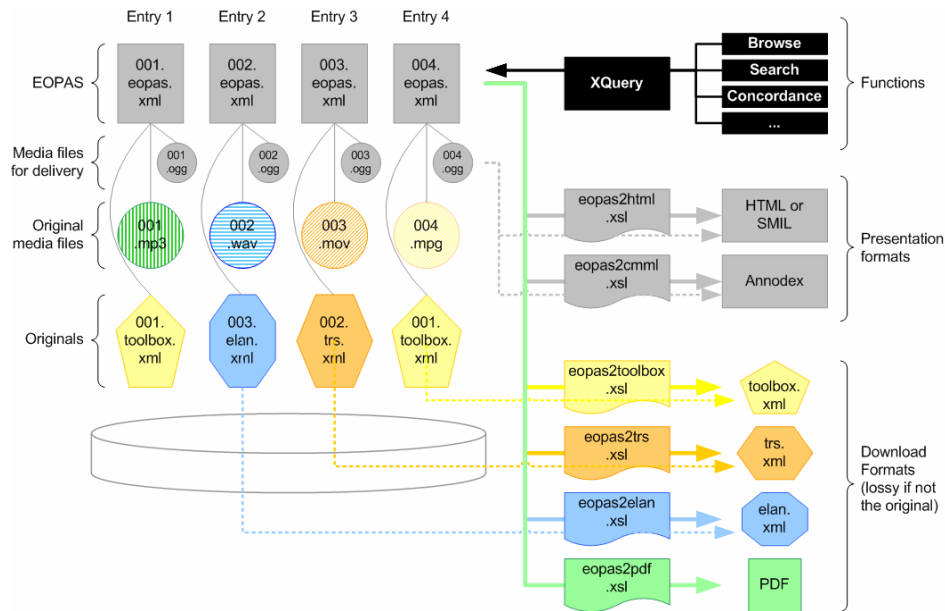 Entry 1
Entry 2
Entry 3
Entry 4
EOPAS
001.
eopas.
xml
002.
eopas.
xml
003.
eopas.
xml
004.
eopas.
xml
XQuery
Browse
Search
Concordance
...
Functions
Media files
for delivery
001
.ogg
002
.ogg
003
.ogg
004
.ogg
Original
media files
001
.mp3
002
.wav
003
.mov
004
.mpg
eopas2html
.xsl
HTML or
SMIL
eopas2cmml
.xsl
Annodex
Presentation
formats
Originals
001.
toolbox.
xml
003.
elan.
xml
002.
trs.
xml
001.
toolbox.
xml
eopas2toolbox
.xsl
toolbox.
xml
eopas2trs
.xsl
trs.
xml
eopas2elan
.xsl
elan.
xml
eopas2pdf
.xsl
PDF
Download
Formats
(lossy if not
the original)